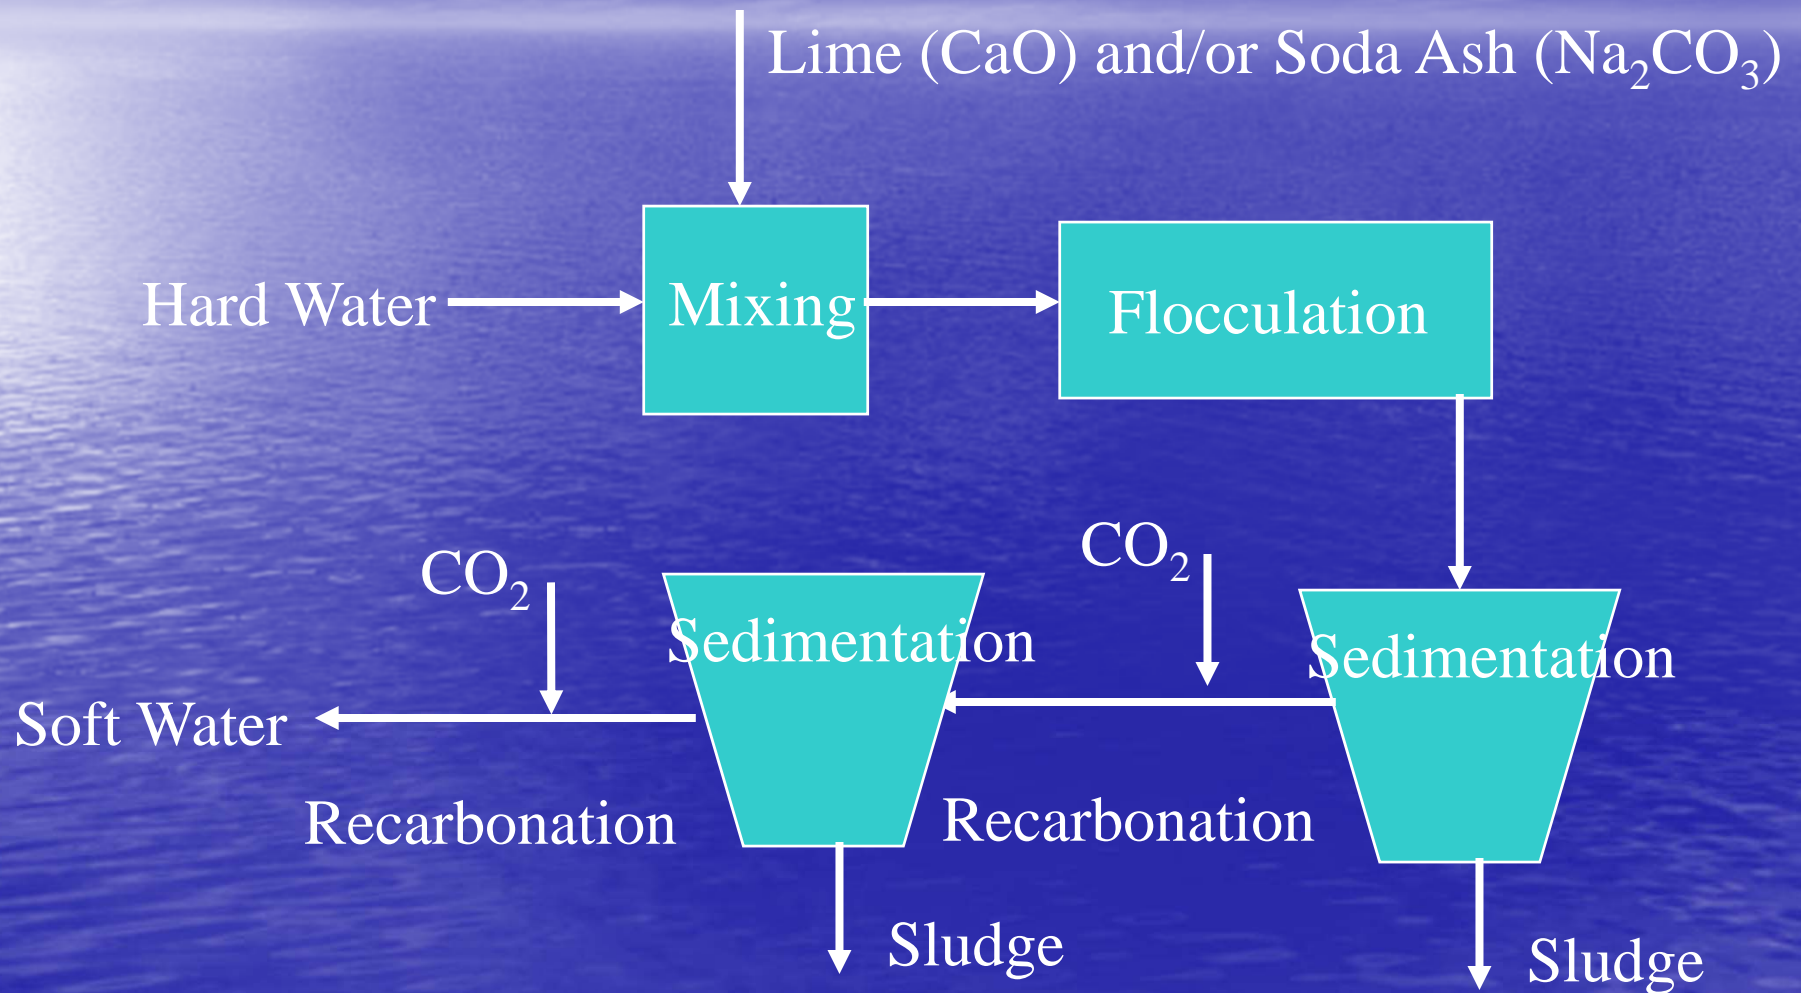 Lime (CaO) and/or Soda Ash (Na₂CO₃)
Hard Water
Mixing
Flocculation
CO₂
CO₂
Sedimentation
Sedimentation
Soft Water
Recarbonation
Recarbonation
Sludge
Sludge